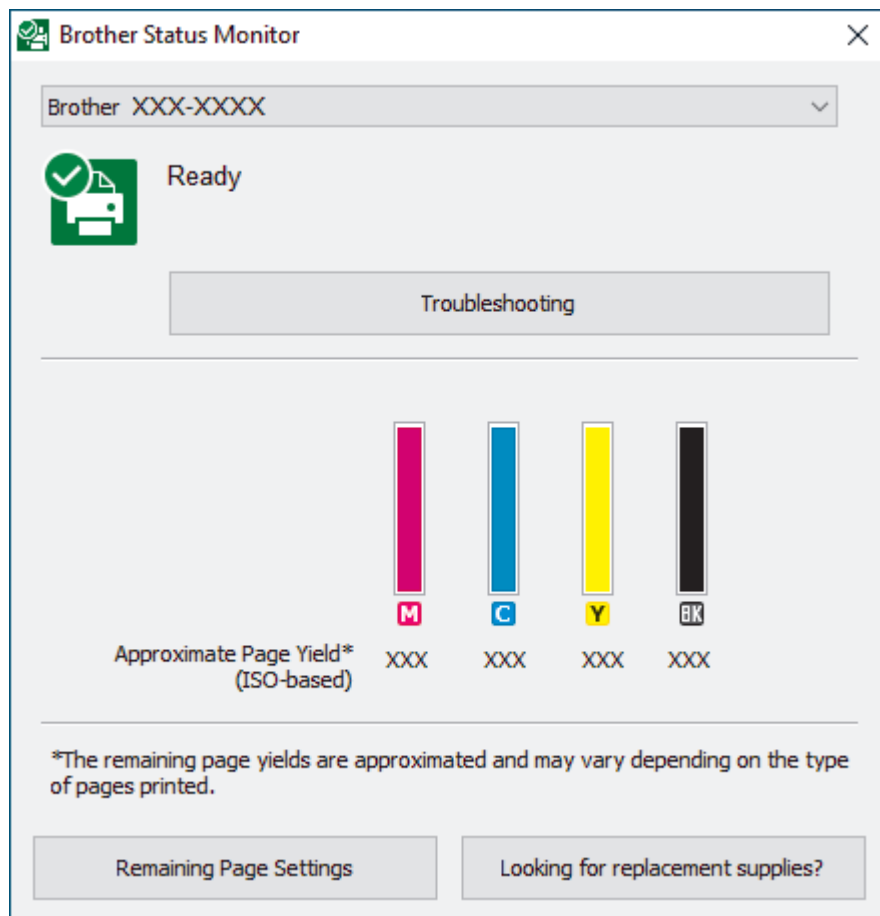 Brother Status Monitor
Brother XXX-XXXX
Ready
Troubleshooting
M C Y BK
Approximate Page Yield* XXX XXX XXX XXX
(ISO-based)
*The remaining page yields are approximated and may vary depending on the type
of pages printed.
Remaining Page Settings Looking for replacement supplies?